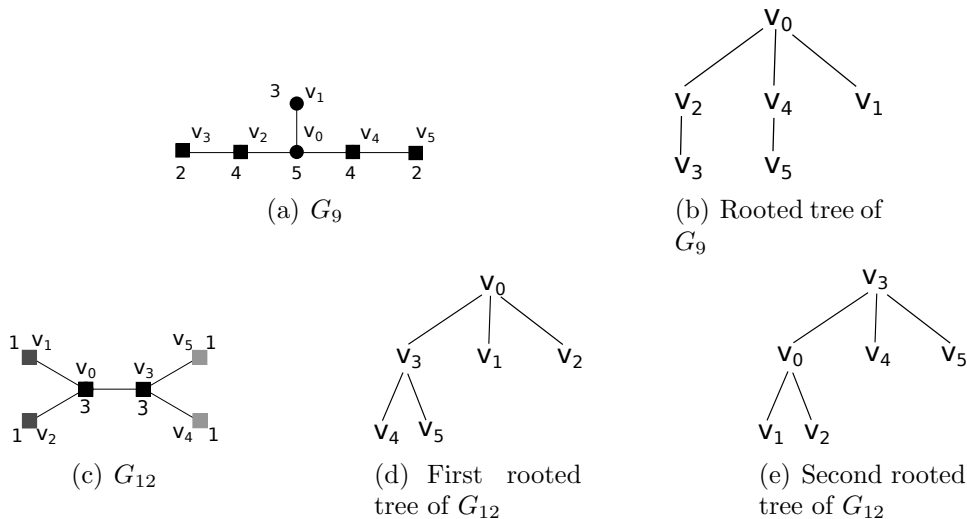 3 v₁
v₃ v₂ v₀ v₄ v₅
2 4 5 4 2
(a) G₉
v₀
v₂ v₄ v₁
v₃ v₅
(b) Rooted tree of
G₉
1 v₁ v₅ 1
v₀ v₃
3 3
1 v₂ v₄ 1
(c) G₁₂
v₀
v₃ v₁ v₂
v₄ v₅
(d) First rooted
tree of G₁₂
v₃
v₀ v₄ v₅
v₁ v₂
(e) Second rooted
tree of G₁₂